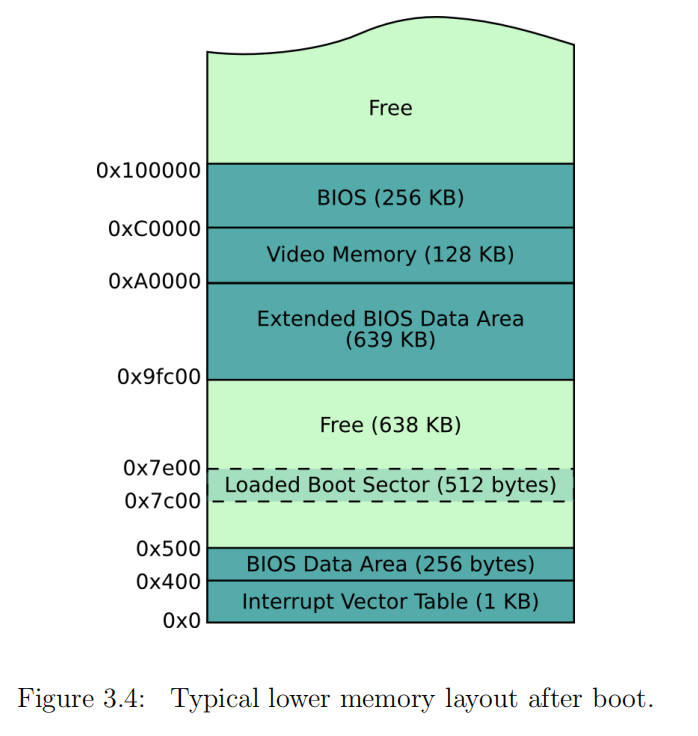 Free
0x100000
BIOS (256 KB)
0xC0000
Video Memory (128 KB)
0xA0000
Extended BIOS Data Area
(639 KB)
0x9fc00
Free (638 KB)
0x7e00
Loaded Boot Sector (512 bytes)
0x7c00
0x500
BIOS Data Area (256 bytes)
0x400
Interrupt Vector Table (1 KB)
0x0
Figure 3.4: Typical lower memory layout after boot.